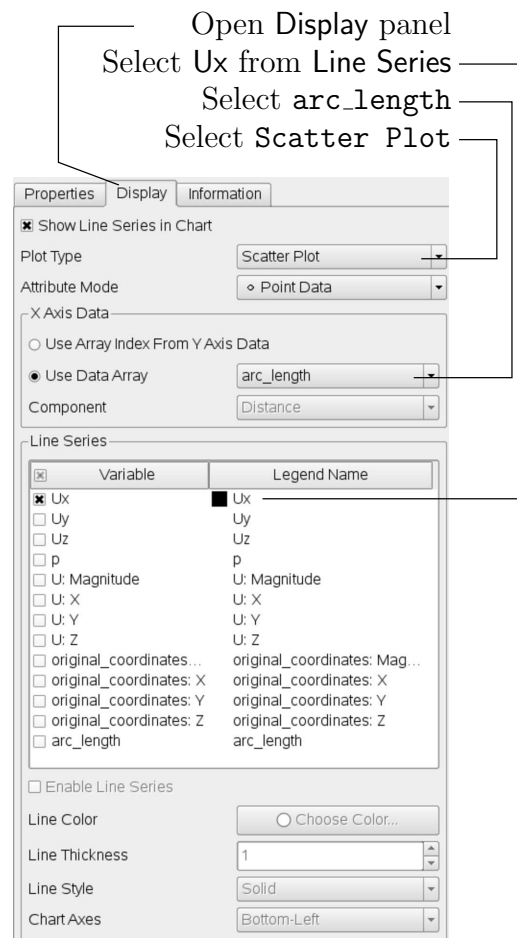 Open Display panel
Select Ux from Line Series
Select arc_length
Select Scatter Plot
Properties Display Information
Show Line Series in Chart
Plot Type Scatter Plot
Attribute Mode Point Data
X Axis Data
Use Array Index From Y Axis Data
Use Data Array arc_length
Component Distance
Line Series
Variable Legend Name
Ux Ux
Uy Uy
Uz Uz
p p
U: Magnitude U: Magnitude
U: X U: X
U: Y U: Y
U: Z U: Z
original_coordinates... original_coordinates: Mag...
original_coordinates: X original_coordinates: X
original_coordinates: Y original_coordinates: Y
original_coordinates: Z original_coordinates: Z
arc_length arc_length
Enable Line Series
Line Color Choose Color...
Line Thickness 1
Line Style Solid
Chart Axes Bottom-Left